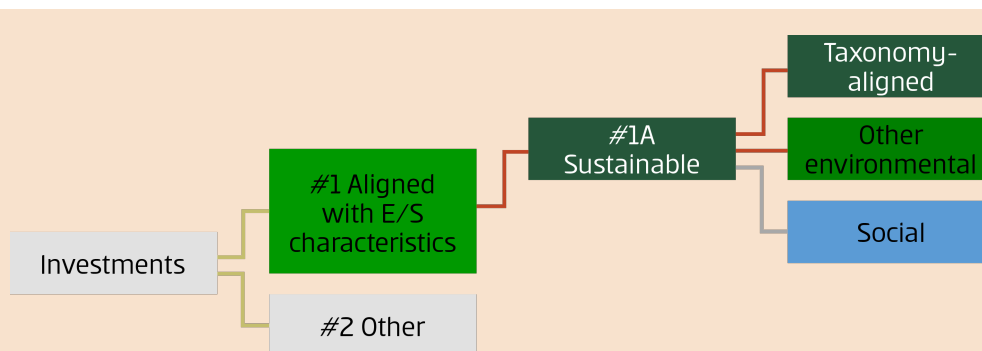 Taxonomy-
aligned
#1A
Sustainable
Other
environmental
#1 Aligned
with E/S
characteristics
Social
Investments
#2 Other